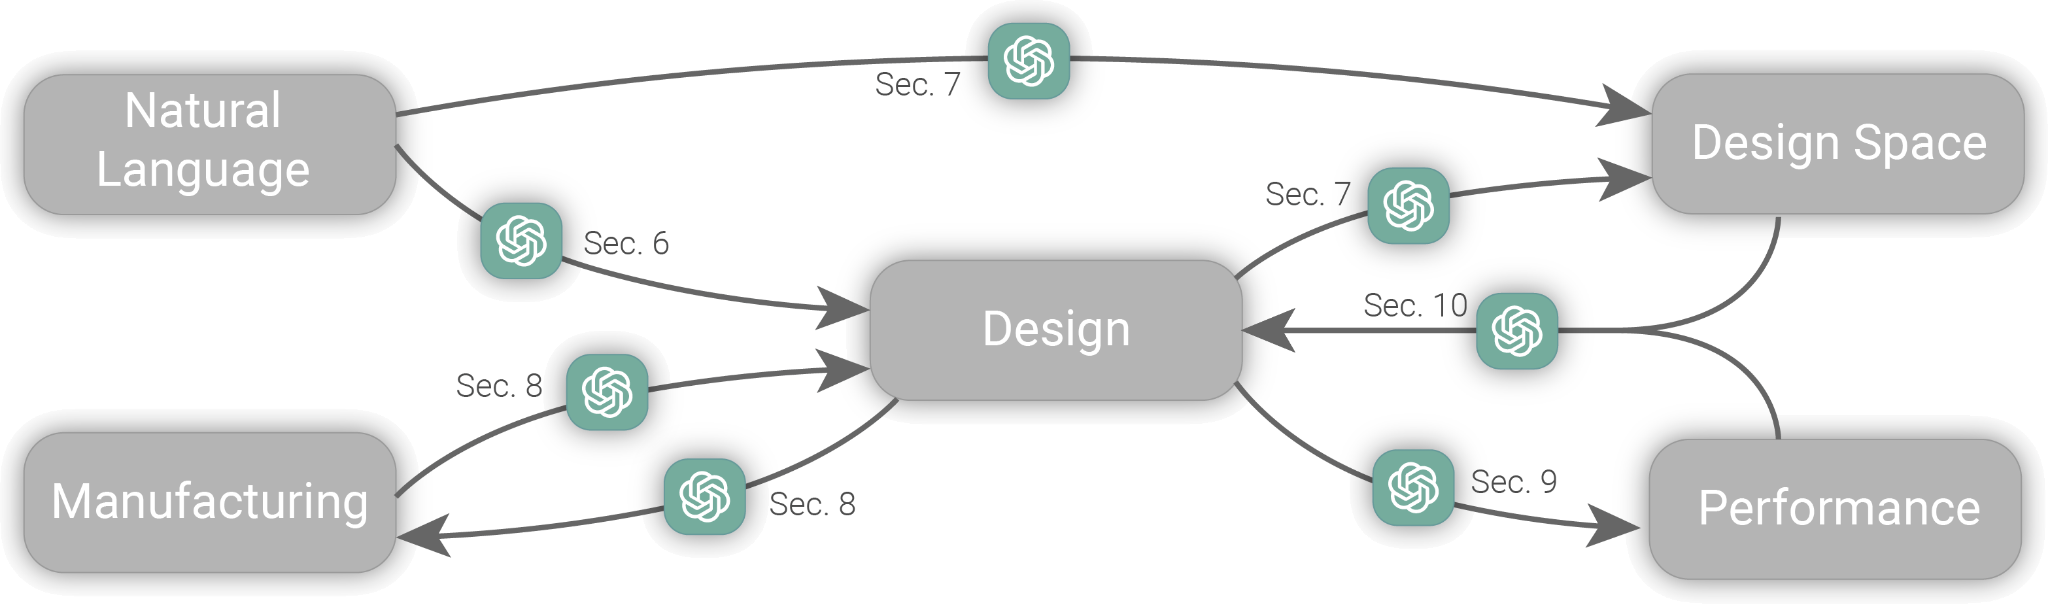 Sec. 7
Natural
Language
Design Space
Sec. 7
Sec. 6
Sec. 10
Design
Sec. 8
Sec. 9
Manufacturing
Sec. 8
Performance